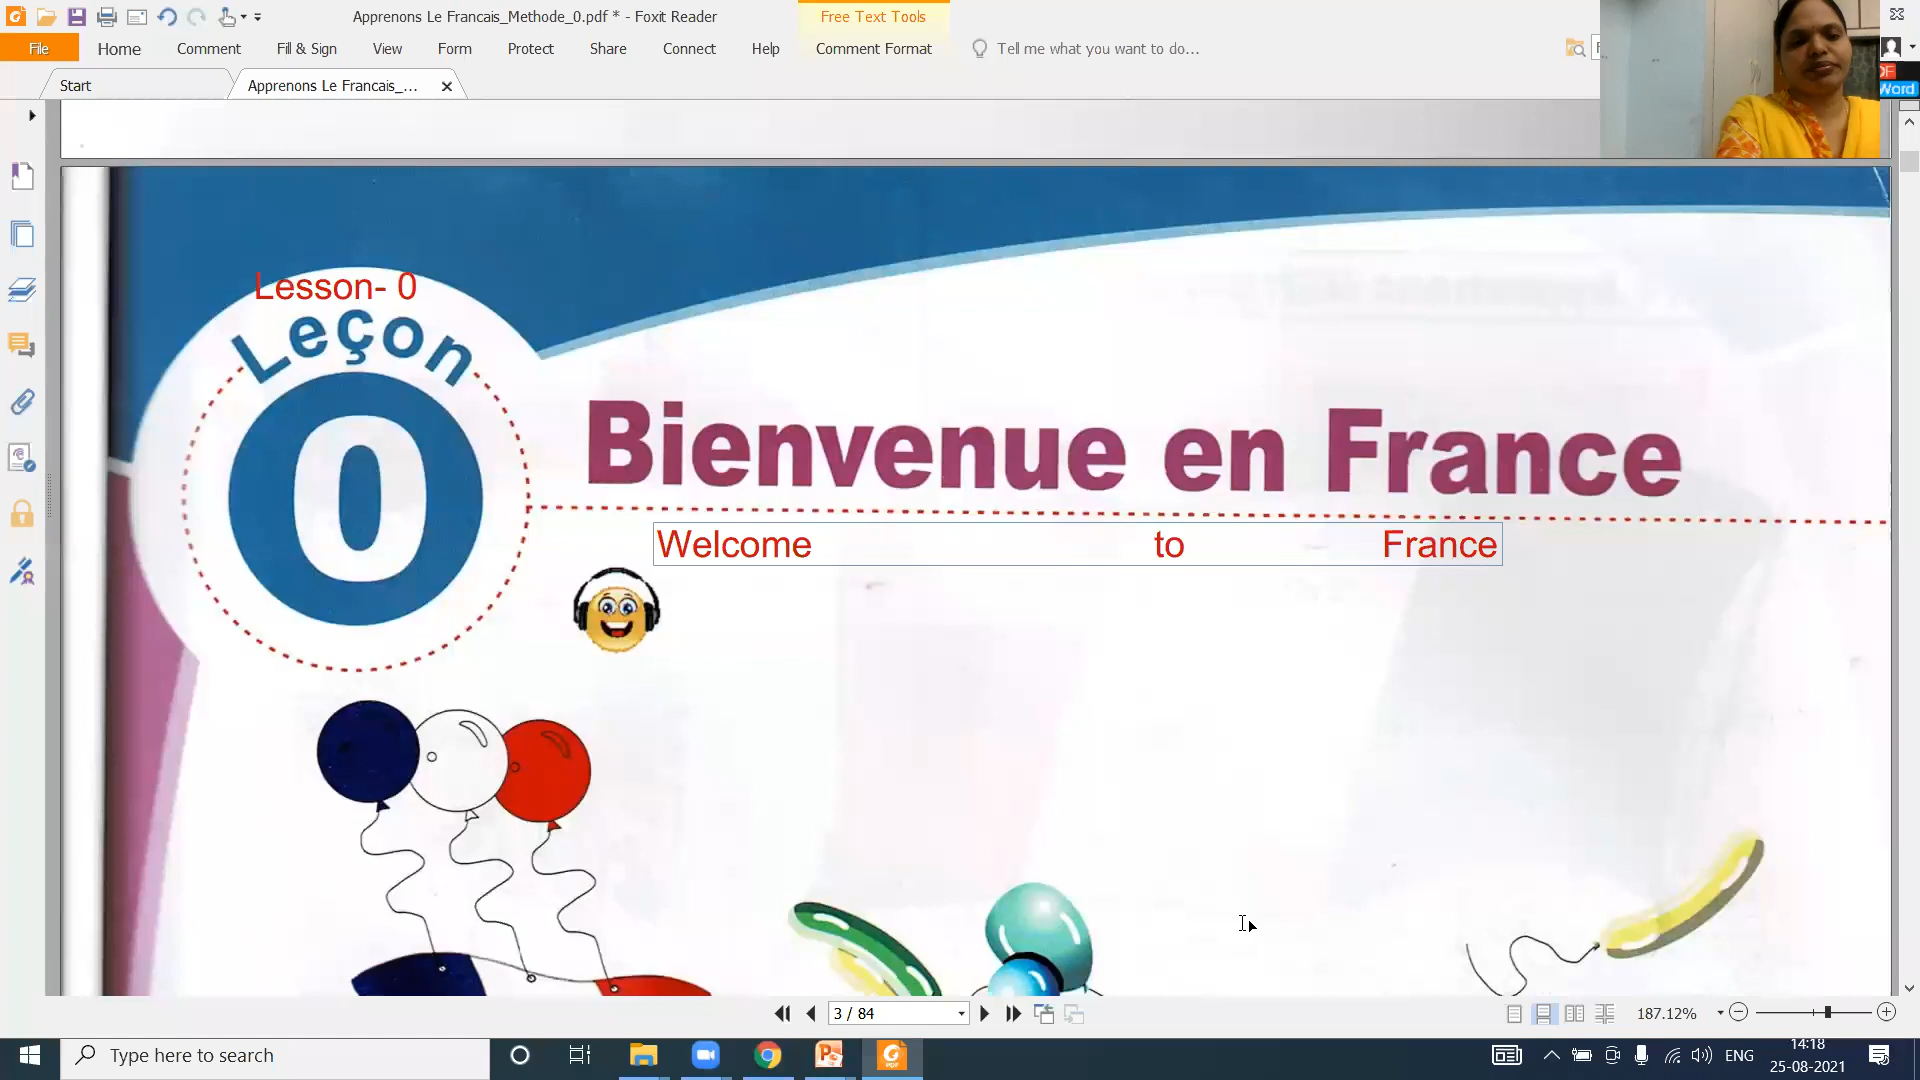 Apprenons Le Francais_Methode_0.pdf * - Foxit Reader
Free Text Tools
File Home Comment Fill & Sign View Form Protect Share Connect Help Comment Format Tell me what you want to do...
Word
Start Apprenons Le Francais_...
Lesson- 0
Leçon
0
Bienvenue en France
Welcome to France
3 / 84
187.12%
Type here to search
ENG
14:18
25-08-2021